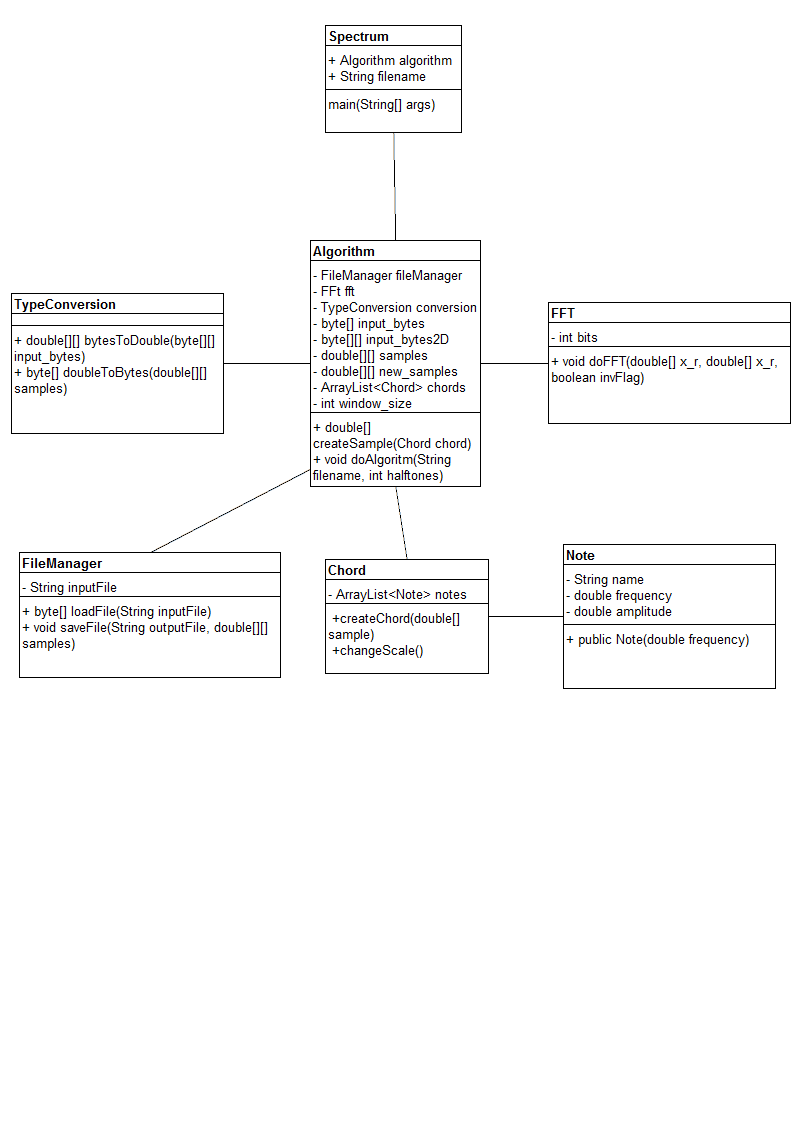 Spectrum
+ Algorithm algorithm
+ String filename
main(String[] args)
Algorithm
- FileManager fileManager
- FFt fft
- TypeConversion conversion
- byte[] input_bytes
- byte[][] input_bytes2D
- double[][] samples
- double[][] new_samples
- ArrayList<Chord> chords
- int window_size
+ double[]
createSample(Chord chord)
+ void doAlgoritm(String
filename, int halftones)
TypeConversion
+ double[][] bytesToDouble(byte[][]
input_bytes)
+ byte[] doubleToBytes(double[][]
samples)
FFT
- int bits
+ void doFFT(double[] x_r, double[] x_r,
boolean invFlag)
FileManager
- String inputFile
+ byte[] loadFile(String inputFile)
+ void saveFile(String outputFile, double[][]
samples)
Chord
- ArrayList<Note> notes
+createChord(double[]
sample)
+changeScale()
Note
- String name
- double frequency
- double amplitude
+ public Note(double frequency)